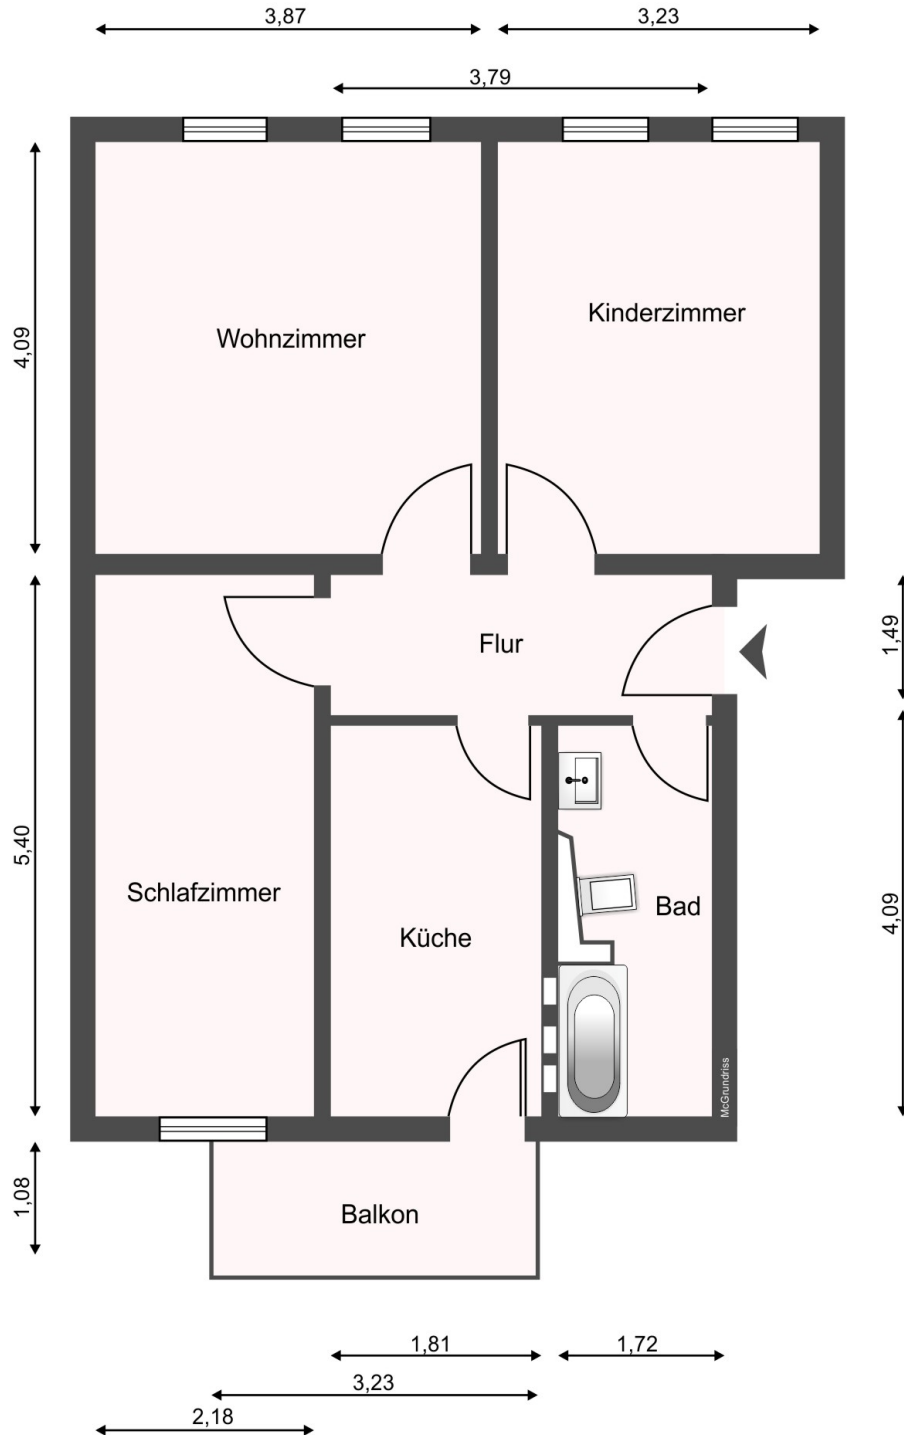 3,87
3,23
3,79
Kinderzimmer
Wohnzimmer
4,09
Flur
1,49
5,40
Schlafzimmer
Bad
Küche
4,09
McGrundriss
1,08
Balkon
1,81
1,72
3,23
2,18